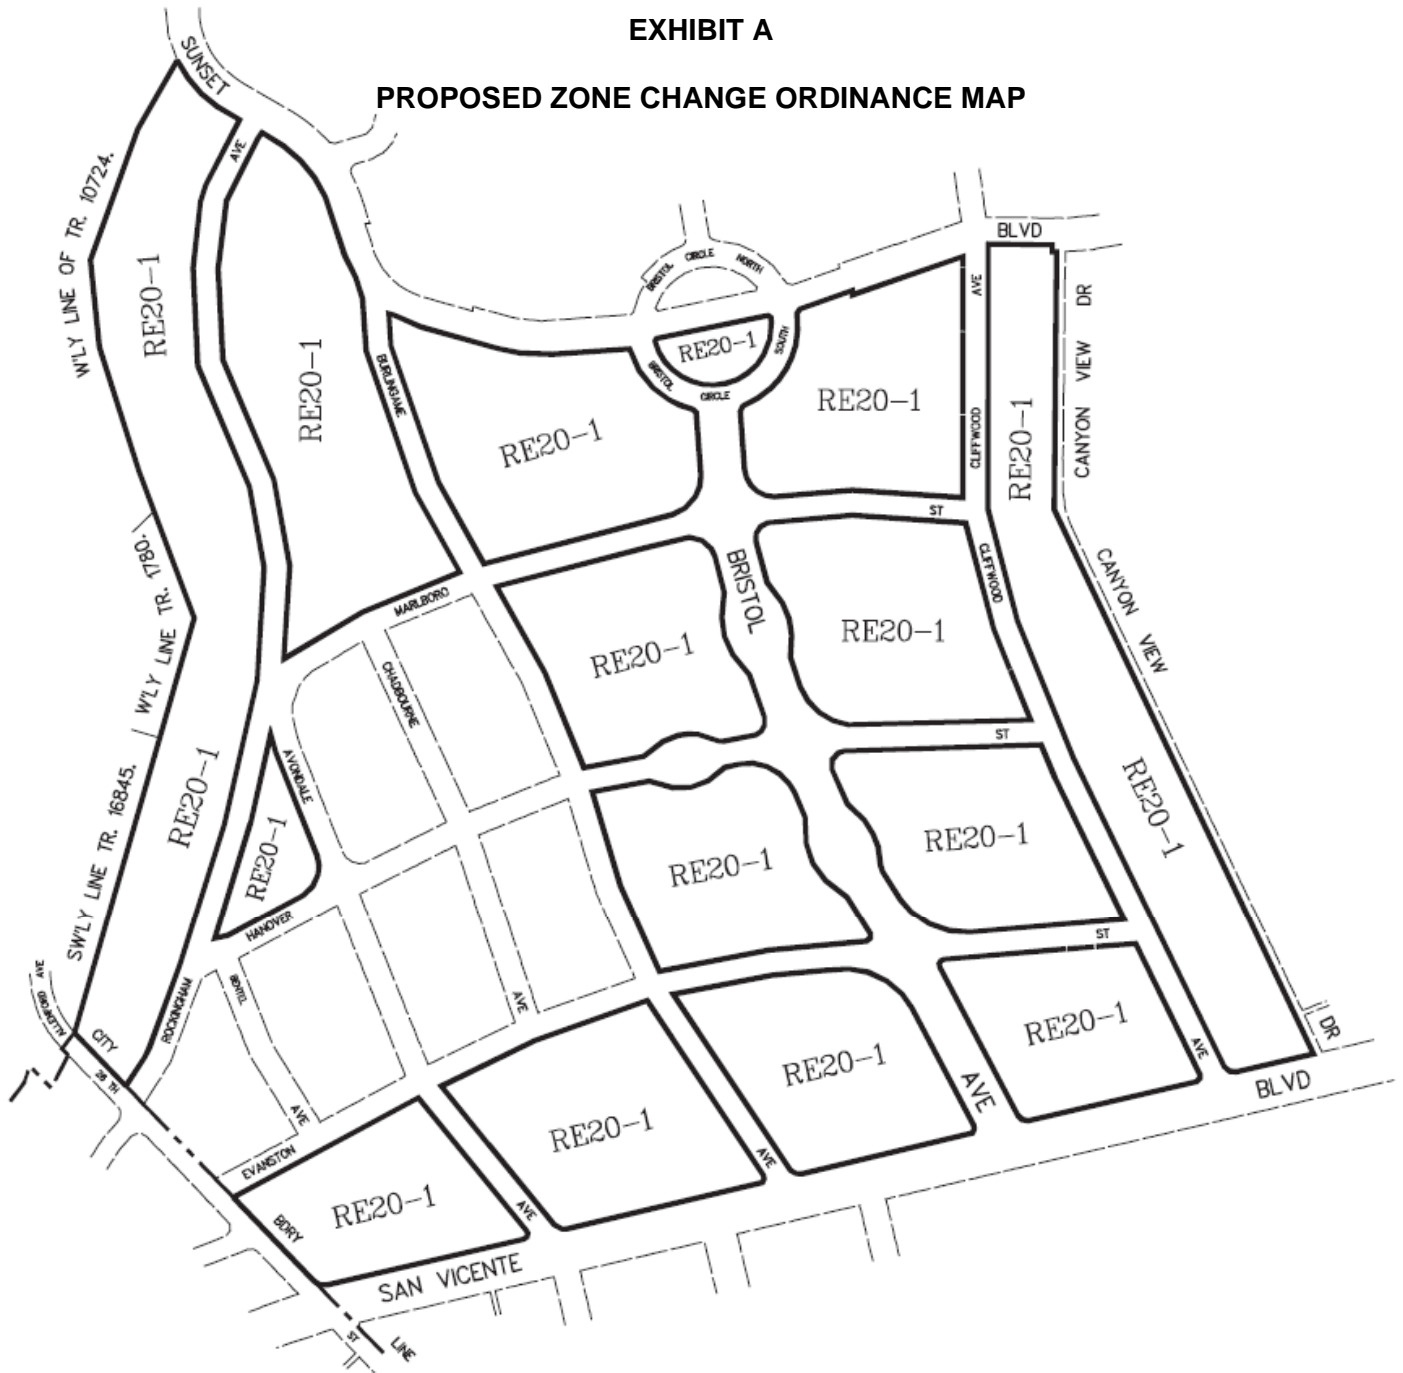 EXHIBIT A
PROPOSED ZONE CHANGE ORDINANCE MAP
SUNSET
AVE
W'LY LINE OF TR. 10724.
RE20-1
RE20-1
BURLINGAME
BRISTOL CIRCLE NORTH
RE20-1
BRISTOL CIRCLE SOUTH
RE20-1
RE20-1
BLVD
AVE
CLIFFWOOD
RE20-1
CANYON VIEW DR
ST
CLIFFWOOD
CANYON VIEW
W'LY LINE TR. 1780.
MARLBORO
BRISTOL
RE20-1
RE20-1
CHADBOURNE
ST
SW'LY LINE TR. 16845.
RE20-1
AVONDALE
RE20-1
HANOVER
RE20-1
RE20-1
RE20-1
ST
ALLENFORD AVE
CITY
26 TH
ROCKINGHAM
AVE
RE20-1
RE20-1
AVE
AVE
DR
BLVD
AVE
EVANSTON
RE20-1
AVE
RE20-1
AVE
BDRY
SAN VICENTE
ST
LINE